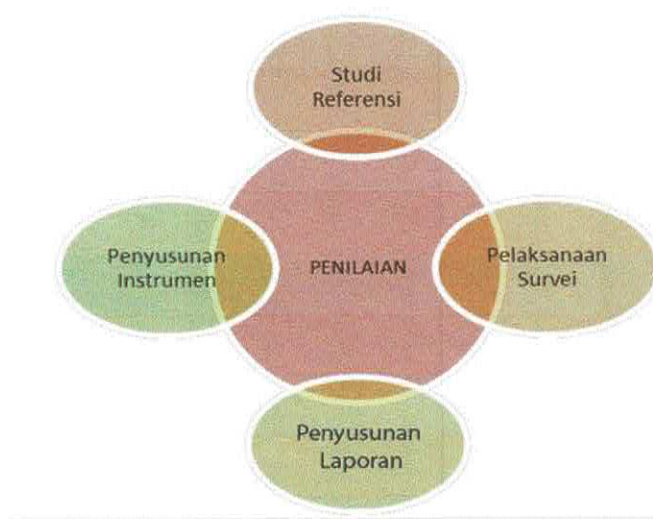 Studi
Referensi
Penyusunan
Instrumen
PENILAIAN
Pelaksanaan
Survei
Penyusunan
Laporan